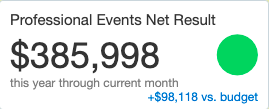 Professional Events Net Result
$385,998
this year through current month
+$98,118 vs. budget